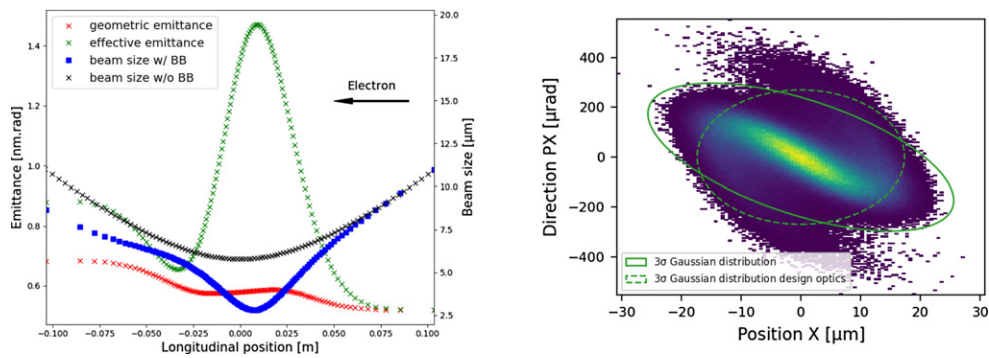 geometric emittance
effective emittance
beam size w/ BB
beam size w/o BB
Electron
Emittance [nm.rad]
1.4
1.2
1.0
0.8
0.6
20.0
17.5
15.0
12.5
10.0
7.5
5.0
2.5
Beam size [μm]
−0.100 −0.075 −0.050 −0.025 0.000 0.025 0.050 0.075 0.100
Longitudinal position [m]
Direction PX [μrad]
400
200
0
−200
−400
3σ Gaussian distribution
3σ Gaussian distribution design optics
−30 −20 −10 0 10 20 30
Position X [μm]